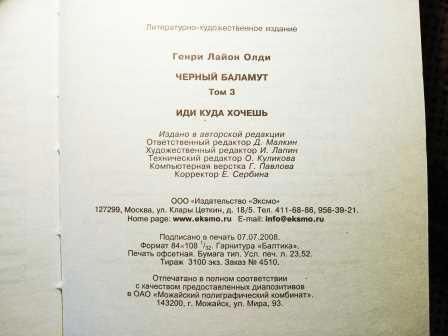 Литературно-художественное издание
Генри Лайон Олди
ЧЕРНЫЙ БАЛАМУТ
Том 3
ИДИ КУДА ХОЧЕШЬ
Издано в авторской редакции
Ответственный редактор Д. Малкин
Художественный редактор И. Лапин
Технический редактор О. Куликова
Компьютерная верстка Г. Павлова
Корректор Е. Сербина
ООО «Издательство «Эксмо»
127299, Москва, ул. Клары Цеткин, д. 18/5. Тел. 411-68-86, 956-39-21.
Home page: www.eksmo.ru E-mail: info@eksmo.ru
Подписано в печать 07.07.2008.
Формат 84×108 1/32. Гарнитура «Балтика».
Печать офсетная. Бумага тип. Усл. печ. л. 23,52.
Тираж 3100 экз. Заказ № 4510.
Отпечатано в полном соответствии
с качеством предоставленных диапозитивов
в ОАО «Можайский полиграфический комбинат».
143200, г. Можайск, ул. Мира, 93.